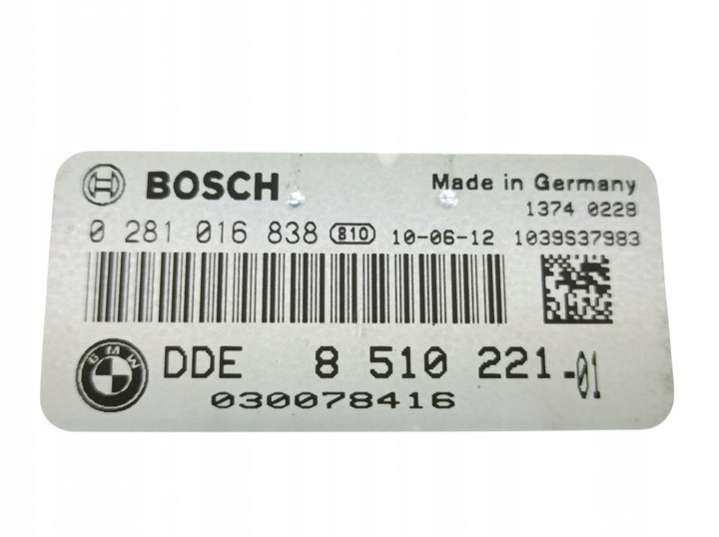 BOSCH Made in Germany
1374 0228
0 281 016 838 810 10-06-12 1039S37983
BMW DDE 8 510 221-01
030078416